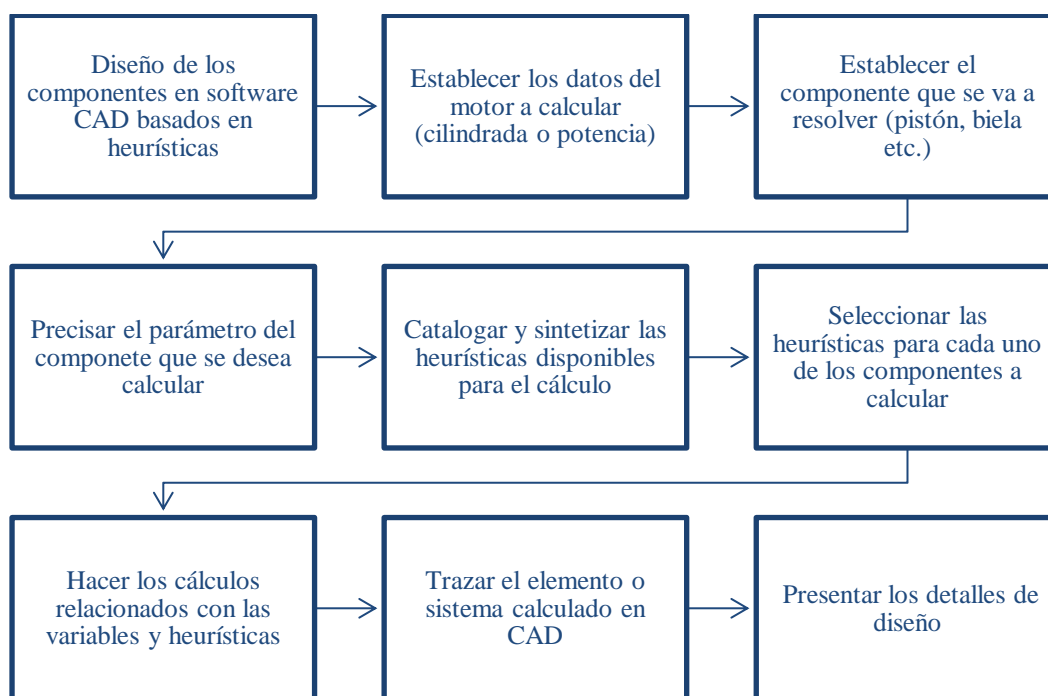 Diseño de los
componentes en software
CAD basados en
heurísticas
Establecer los datos del
motor a calcular
(cilindrada o potencia)
Establecer el
componente que se va a
resolver (pistón, biela
etc.)
Precisar el parámetro del
componete que se desea
calcular
Catalogar y sintetizar las
heurísticas disponibles
para el cálculo
Seleccionar las
heurísticas para cada uno
de los componentes a
calcular
Hacer los cálculos
relacionados con las
variables y heurísticas
Trazar el elemento o
sistema calculado en
CAD
Presentar los detalles de
diseño